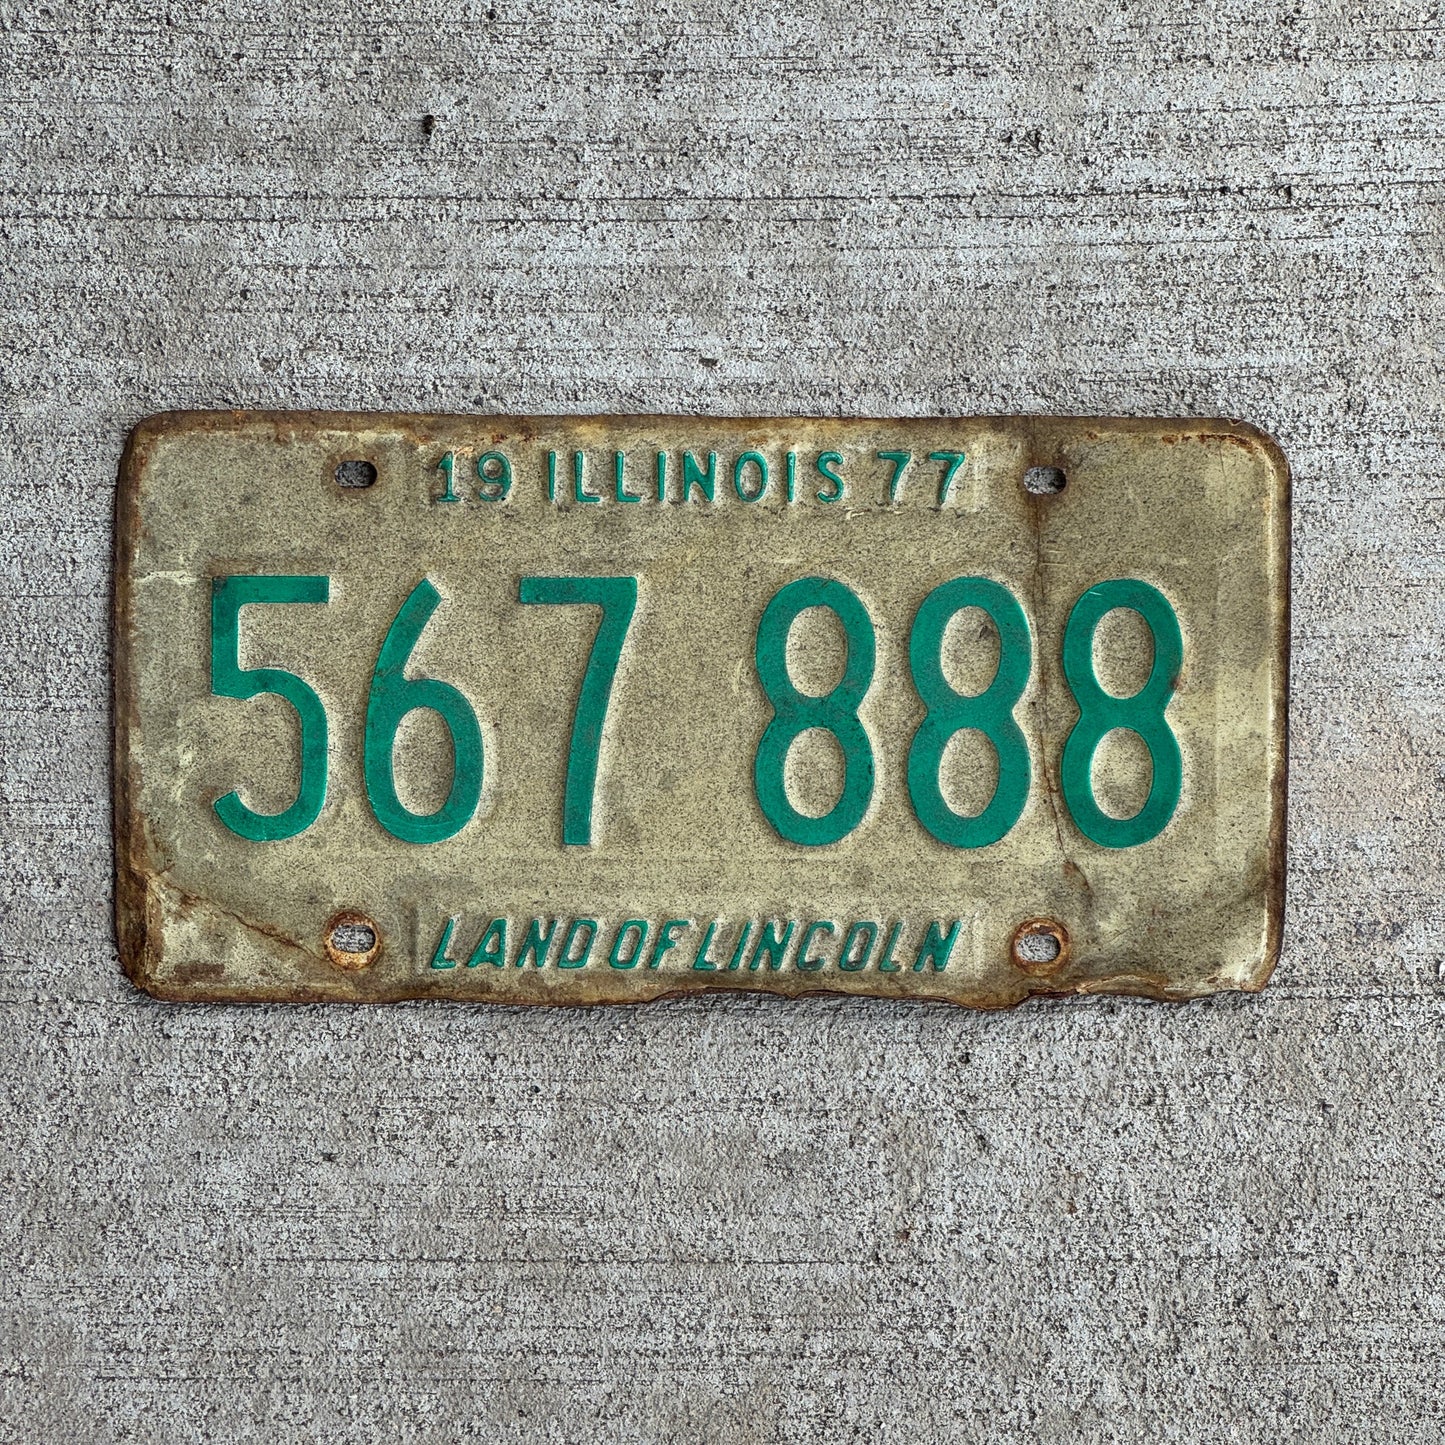 19 ILLINOIS 77
567 888
LAND OF LINCOLN